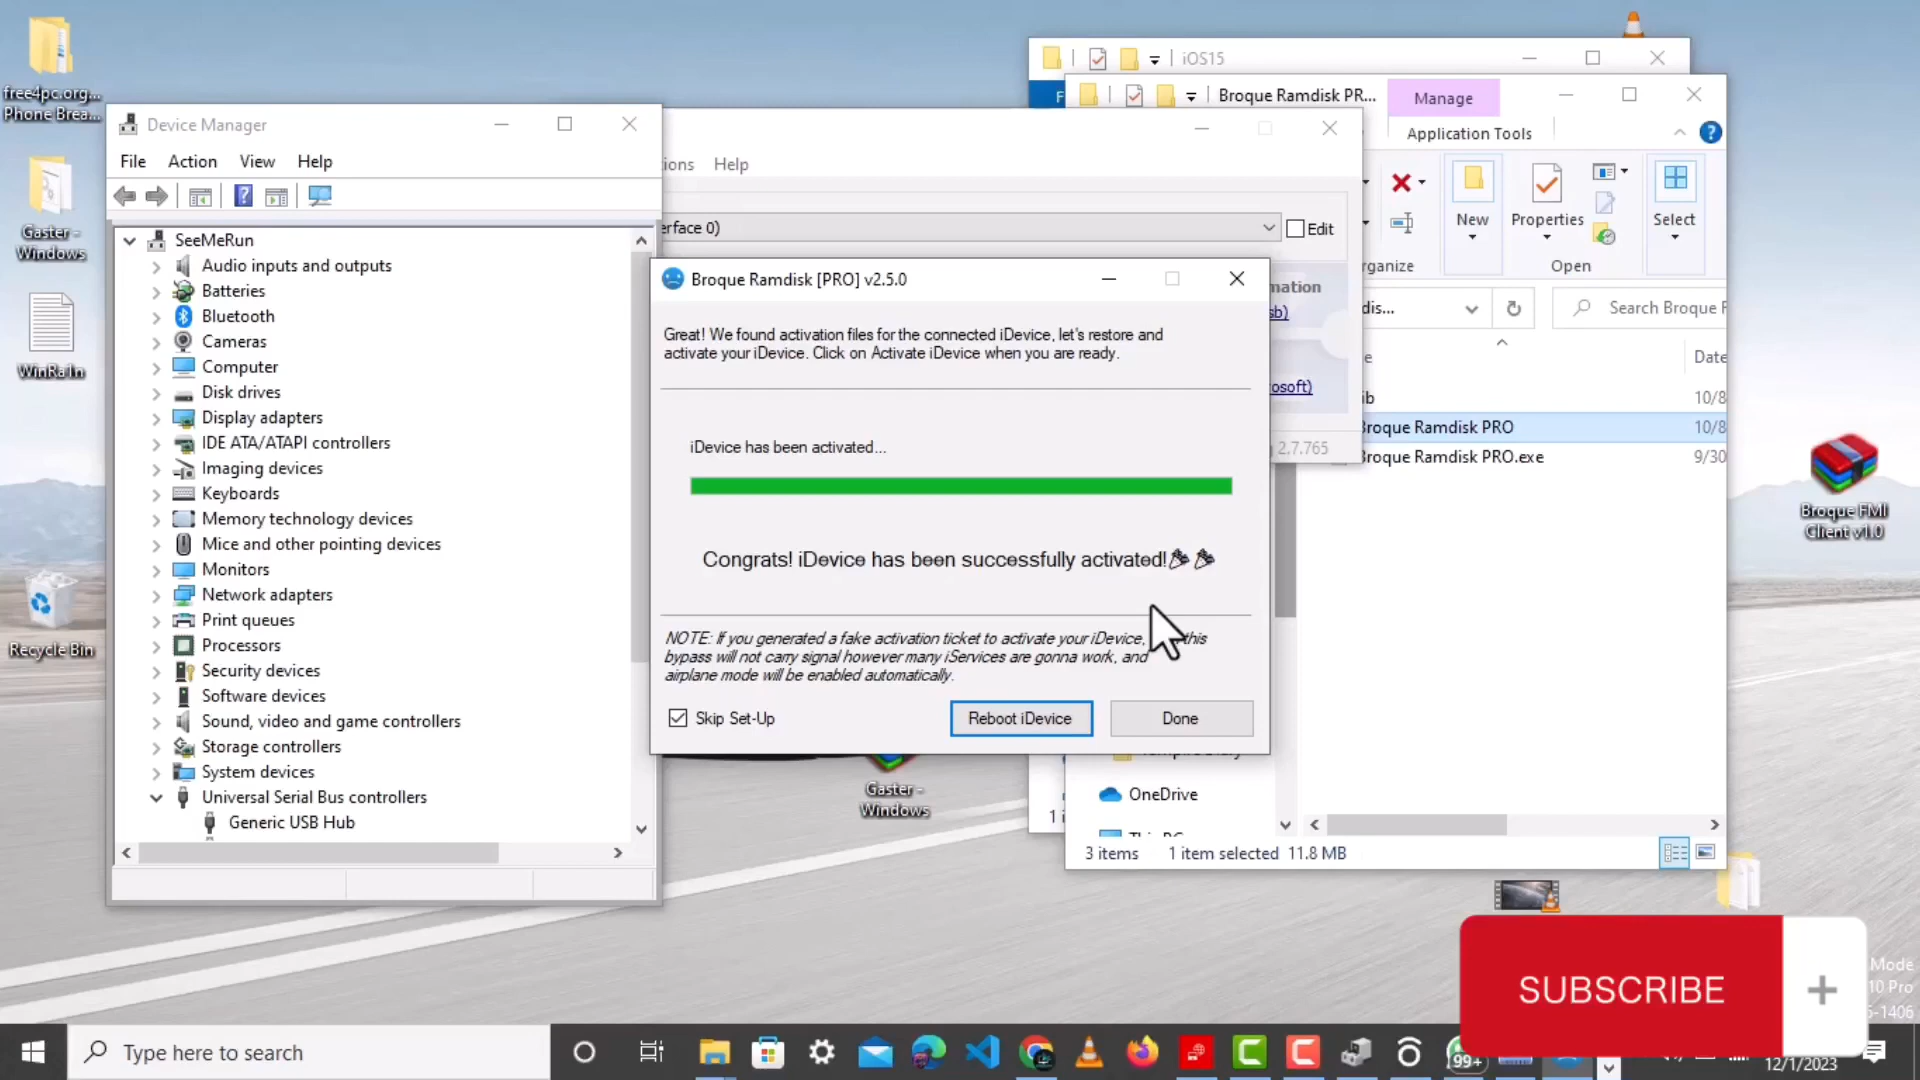 free4pc.org...
Phone Brea...
Gaster -
Windows
Recycle Bin
Device Manager
File Action View Help
SeeMeRun
Audio inputs and outputs
Batteries
Bluetooth
Cameras
Computer
Disk drives
Display adapters
IDE ATA/ATAPI controllers
Imaging devices
Keyboards
Memory technology devices
Mice and other pointing devices
Monitors
Network adapters
Print queues
Processors
Security devices
Software devices
Sound, video and game controllers
Storage controllers
System devices
Universal Serial Bus controllers
Generic USB Hub
ions Help
erface 0)
Edit
mation
sb)
osoft)
2.7.765
Broque Ramdisk [PRO] v2.5.0
Great! We found activation files for the connected iDevice, let's restore and
activate your iDevice. Click on Activate iDevice when you are ready.
iDevice has been activated...
Congrats! iDevice has been successfully activated!
NOTE: If you generated a fake activation ticket to activate your iDevice, this
bypass will not carry signal however many iServices are gonna work, and
airplane mode will be enabled automatically.
Skip Set-Up
Reboot iDevice
Done
Gaster -
Windows
iOS15
Broque Ramdisk PR...
Manage
Application Tools
New
Properties
Select
rganize
Open
dis...
Search Broque
Date
ib 10/8
Broque Ramdisk PRO 10/8
Broque Ramdisk PRO.exe 9/30
OneDrive
3 items 1 item selected 11.8 MB
Broque FMI
Client v1.0
Mode
10 Pro
-1406
SUBSCRIBE +
Type here to search
99+
12/1/2023